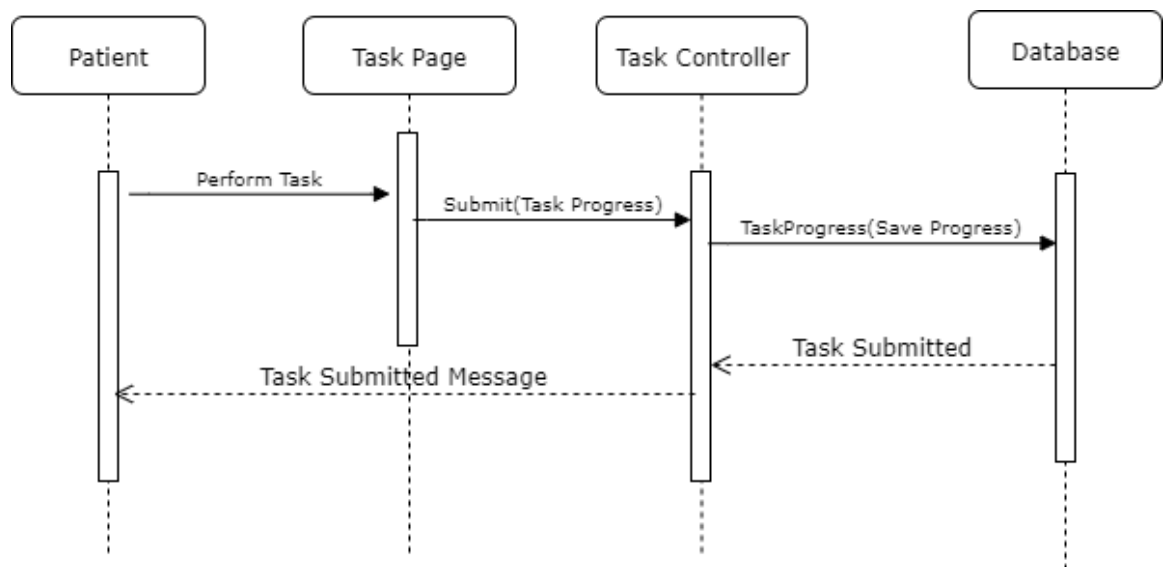 Patient
Task Page
Task Controller
Database
Perform Task
Submit(Task Progress)
TaskProgress(Save Progress)
Task Submitted
Task Submitted Message